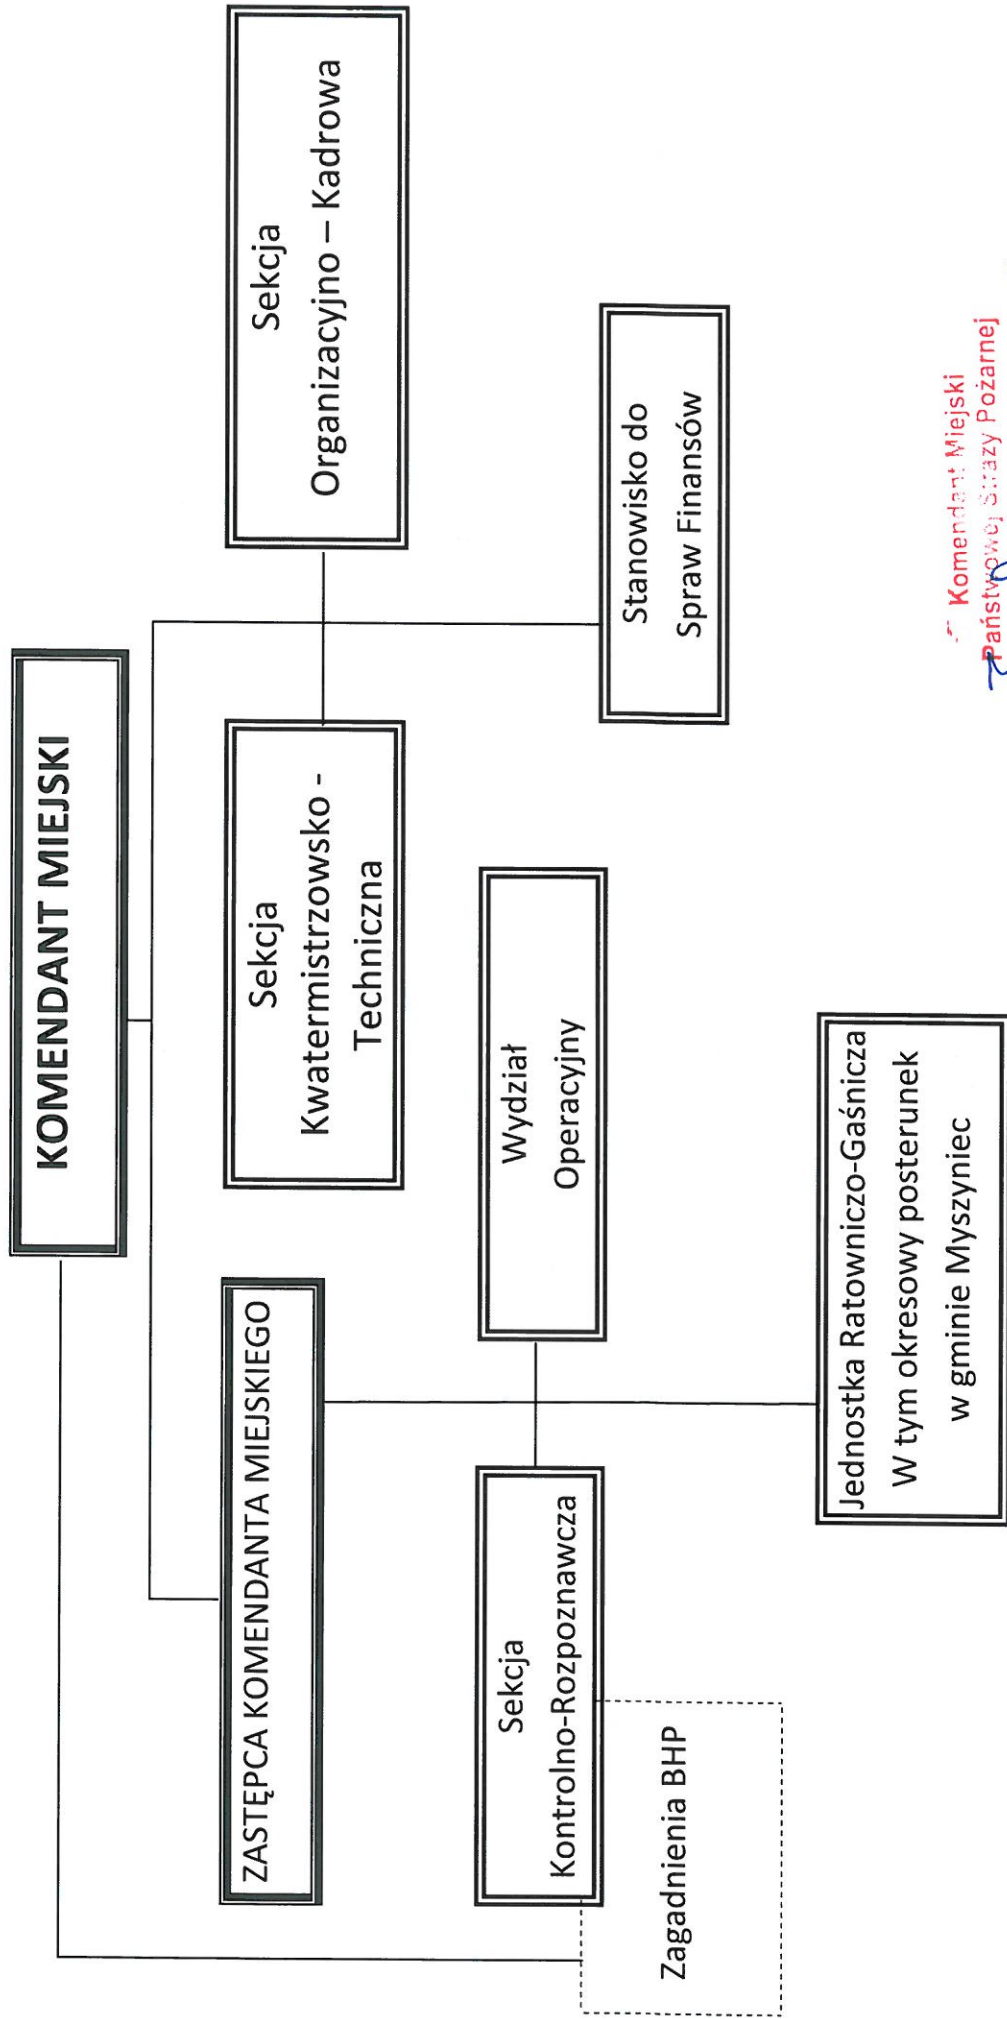 KOMENDANT MIEJSKI
ZASTĘPCA KOMENDANTA MIEJSKIEGO
Sekcja
Kwatermistrzowsko -
Techniczna
Sekcja
Organizacyjno – Kadrowa
Sekcja
Kontrolno-Rozpoznawcza
Wydział
Operacyjny
Stanowisko do
Spraw Finansów
Zagadnienia BHP
Jednostka Ratowniczo-Gaśnicza
W tym okresowy posterunek
w gminie Myszyniec
Komendant Miejski
Państwowej Straży Pożarnej